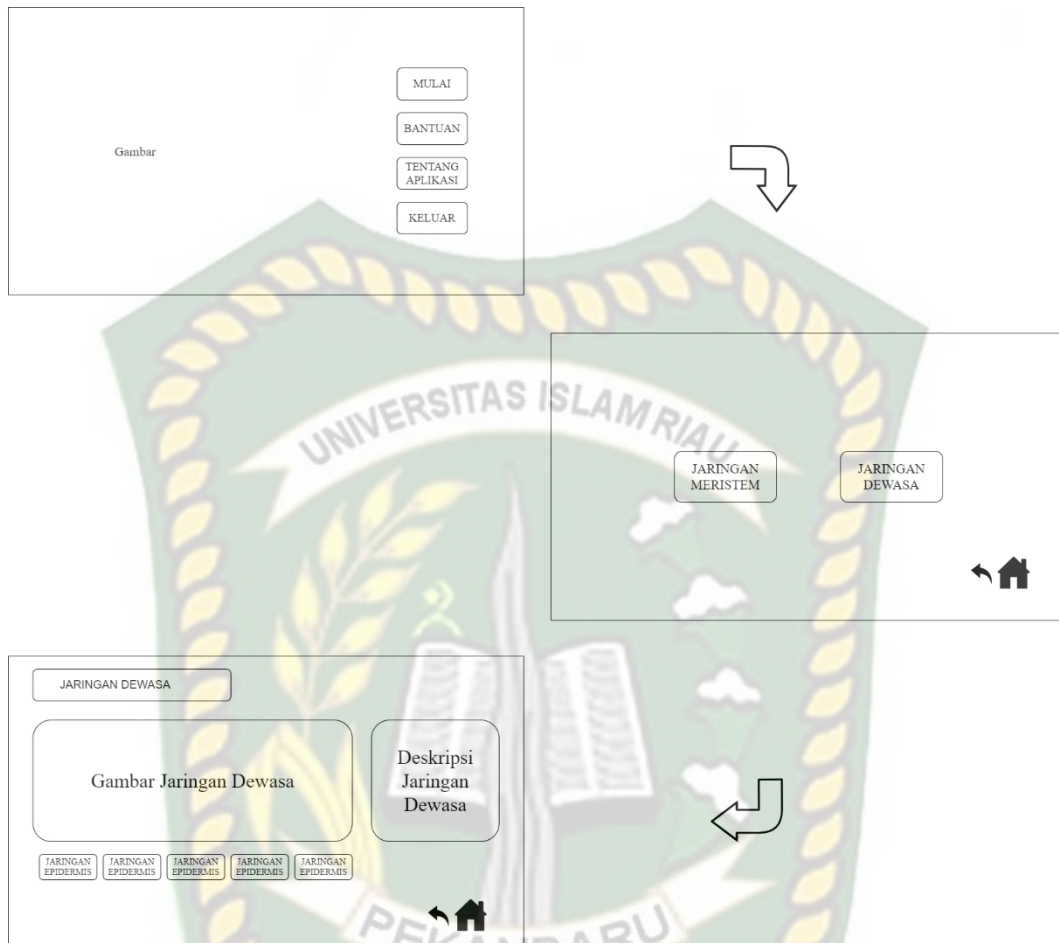 Gambar
MULAI
BANTUAN
TENTANG
APLIKASI
KELUAR
UNIVERSITAS ISLAM RIAU
JARINGAN
MERISTEM
JARINGAN
DEWASA
JARINGAN DEWASA
Gambar Jaringan Dewasa
Deskripsi
Jaringan
Dewasa
JARINGAN
EPIDERMIS
JARINGAN
EPIDERMIS
JARINGAN
EPIDERMIS
JARINGAN
EPIDERMIS
JARINGAN
EPIDERMIS
PEKANBARU